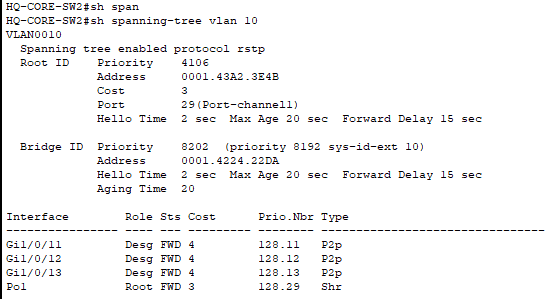 HQ-CORE-SW2#sh span
HQ-CORE-SW2#sh spanning-tree vlan 10
VLAN0010
  Spanning tree enabled protocol rstp
  Root ID    Priority    4106
             Address     0001.43A2.3E4B
             Cost        3
             Port        29(Port-channel1)
             Hello Time  2 sec  Max Age 20 sec  Forward Delay 15 sec
  Bridge ID  Priority    8202  (priority 8192 sys-id-ext 10)
             Address     0001.4224.22DA
             Hello Time  2 sec  Max Age 20 sec  Forward Delay 15 sec
             Aging Time  20
Interface        Role Sts Cost      Prio.Nbr Type
---------------- ---- --- --------- -------- --------------------------------
Gi1/0/11         Desg FWD 4         128.11   P2p
Gi1/0/12         Desg FWD 4         128.12   P2p
Gi1/0/13         Desg FWD 4         128.13   P2p
Po1              Root FWD 3         128.29   Shr